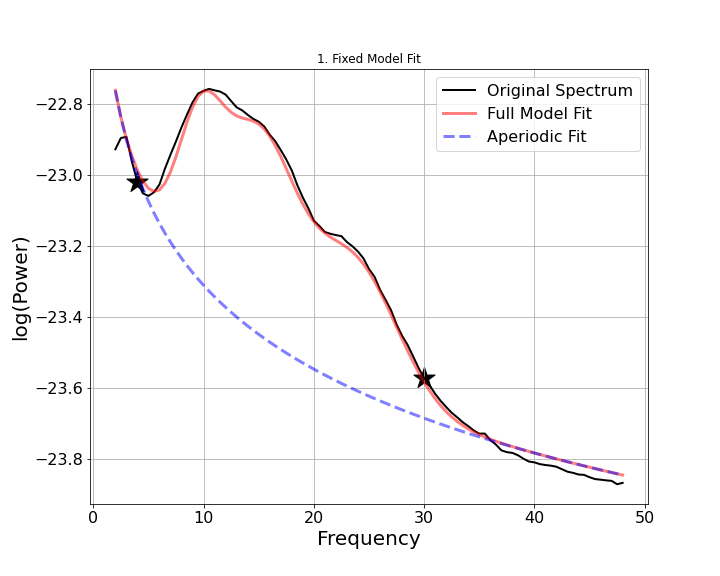 1. Fixed Model Fit
Original Spectrum
Full Model Fit
Aperiodic Fit
log(Power)
−22.8
−23.0
−23.2
−23.4
−23.6
−23.8
0 10 20 30 40 50
Frequency